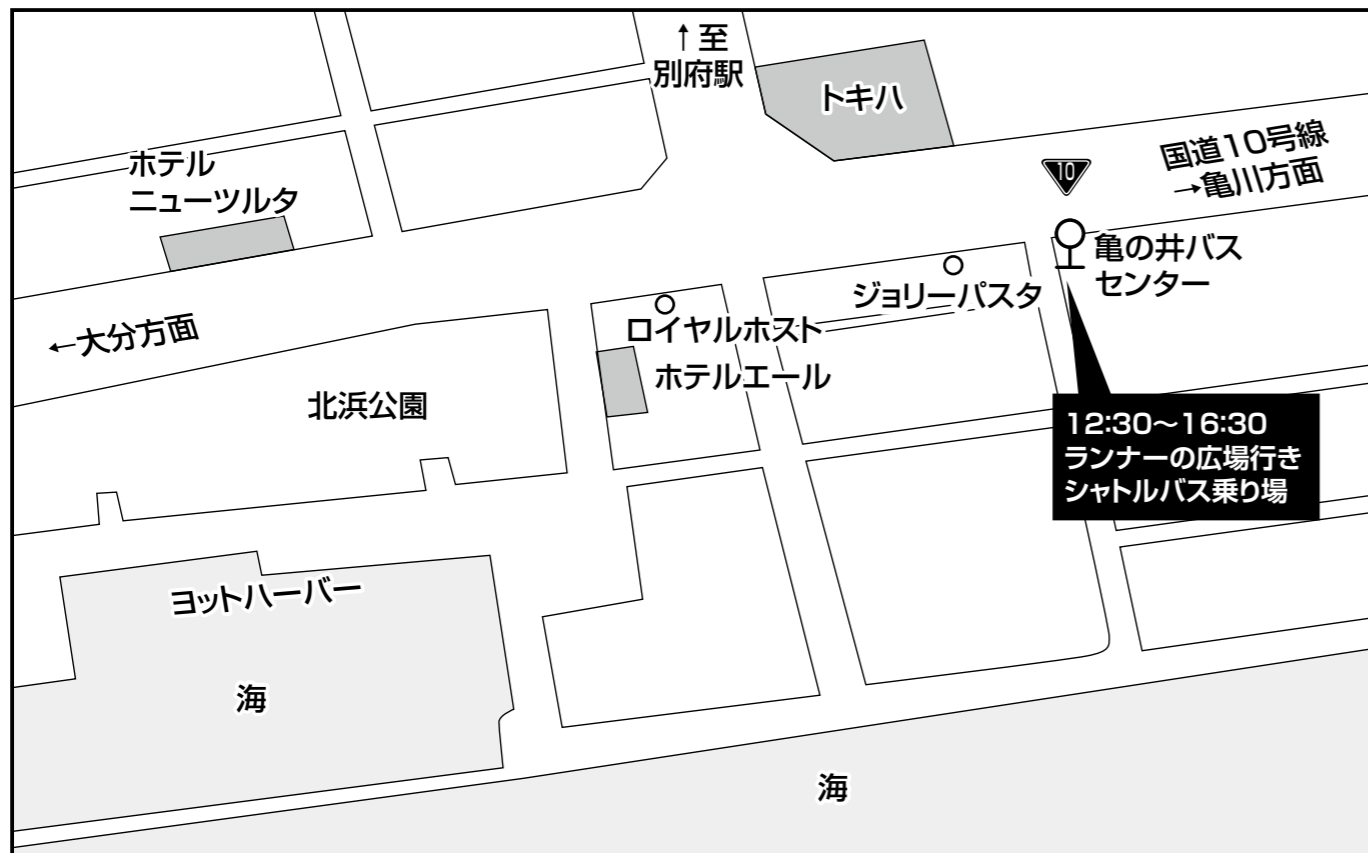 ↑至
別府駅
トキハ
国道10号線
→亀川方面
10
ホテル
ニューツルタ
亀の井バス
センター
ジョリーパスタ
ロイヤルホスト
ホテルエール
←大分方面
北浜公園
12:30〜16:30
ランナーの広場行き
シャトルバス乗り場
ヨットハーバー
海
海